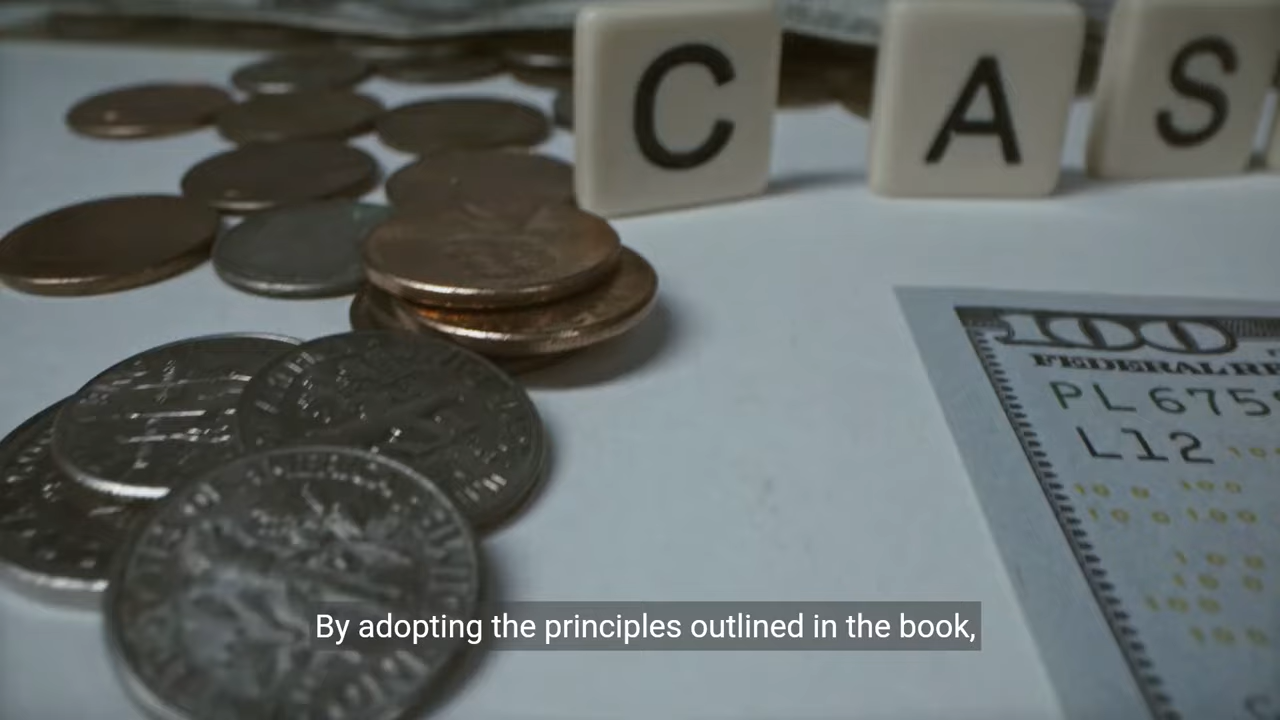 C A S
100
FEDERAL RE
PL 675
L12
By adopting the principles outlined in the book,